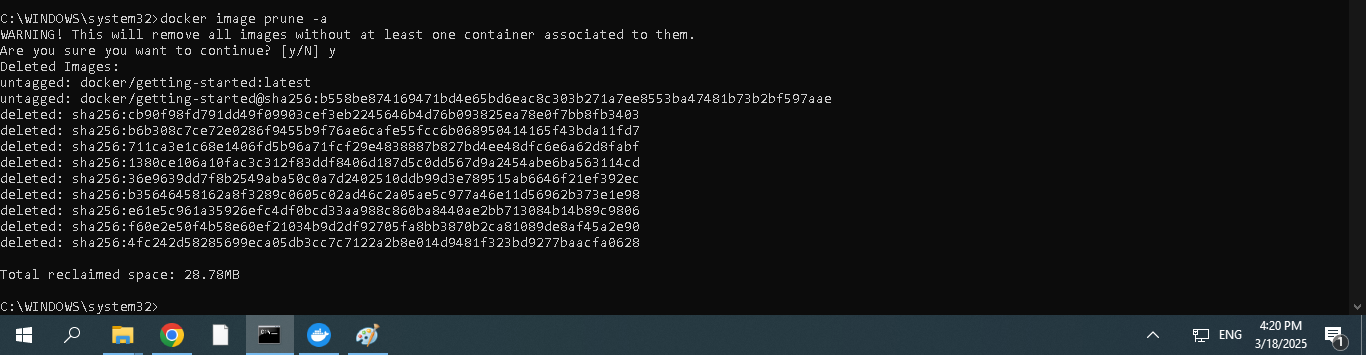 C:\WINDOWS\system32>docker image prune -a
WARNING! This will remove all images without at least one container associated to them.
Are you sure you want to continue? [y/N] y
Deleted Images:
untagged: docker/getting-started:latest
untagged: docker/getting-started@sha256:b558be874169471bd4e65bd6eac8c303b271a7ee8553ba47481b73b2bf597aae
deleted: sha256:cb90f98fd791dd49f09903cef3eb2245646b4d76b093825ea78e0f7bb8fb3403
deleted: sha256:b6b308c7ce72e0286f9455b9f76ae6cafe55fcc6b068950414165f43bda11fd7
deleted: sha256:711ca3e1c68e1406fd5b96a71fcf29e4838887b827bd4ee48dfc6e6a62d8fabf
deleted: sha256:1380ce106a10fac3c312f83ddf8406d187d5c0dd567d9a2454abe6ba563114cd
deleted: sha256:36e9639dd7f8b2549aba50c0a7d2402510ddb99d3e789515ab6646f21ef392ec
deleted: sha256:b35646458162a8f3289c0605c02ad46c2a05ae5c977a46e11d56962b373e1e98
deleted: sha256:e61e5c961a35926efc4df0bcd33aa988c860ba8440ae2bb713084b14b89c9806
deleted: sha256:f60e2e50f4b58e60ef21034b9d2df92705fa8bb3870b2ca81089de8af45a2e90
deleted: sha256:4fc242d58285699eca05db3cc7c7122a2b8e014d9481f323bd9277baacfa0628
Total reclaimed space: 28.78MB
C:\WINDOWS\system32>
ENG
4:20 PM
3/18/2025
1